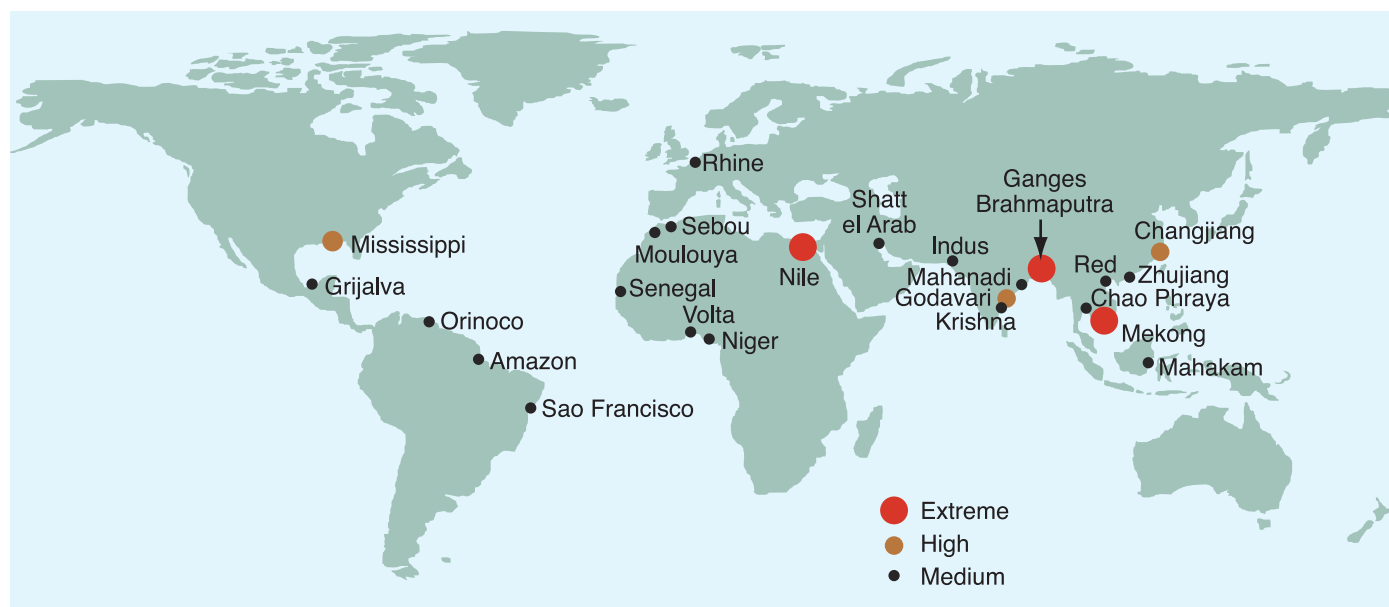 Rhine
Ganges
Brahmaputra
Shatt
el Arab
Sebou
Moulouya
Mississippi
Changjiang
Indus
Nile
Mahanadi
Red
Zhujiang
Grijalva
Senegal
Godavari
Chao Phraya
Volta
Krishna
Orinoco
Niger
Mekong
Amazon
Mahakam
Sao Francisco
Extreme
High
Medium